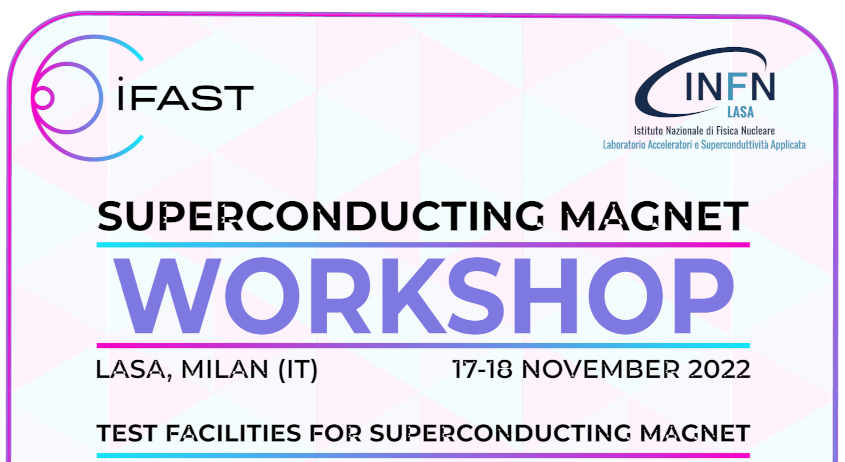 iFAST
INFN
LASA
Istituto Nazionale di Fisica Nucleare
Laboratorio Acceleratori e Superconduttività Applicata
SUPERCONDUCTING MAGNET
WORKSHOP
LASA, MILAN (IT) 17-18 NOVEMBER 2022
TEST FACILITIES FOR SUPERCONDUCTING MAGNET